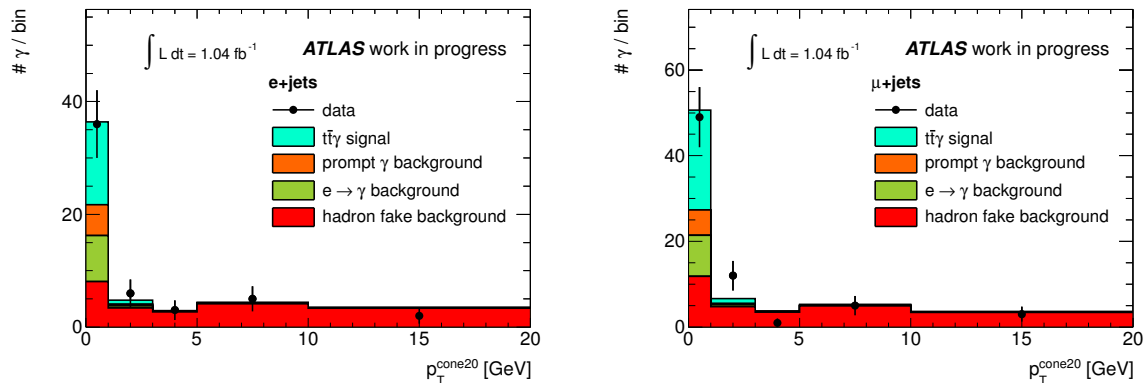 # γ / bin
∫ L dt = 1.04 fb⁻¹
ATLAS work in progress
e+jets
data
tt̄γ signal
prompt γ background
e → γ background
hadron fake background
40
20
0
0 5 10 15 20
p_T^cone20 [GeV]
# γ / bin
∫ L dt = 1.04 fb⁻¹
ATLAS work in progress
μ+jets
data
tt̄γ signal
prompt γ background
e → γ background
hadron fake background
60
40
20
0
0 5 10 15 20
p_T^cone20 [GeV]